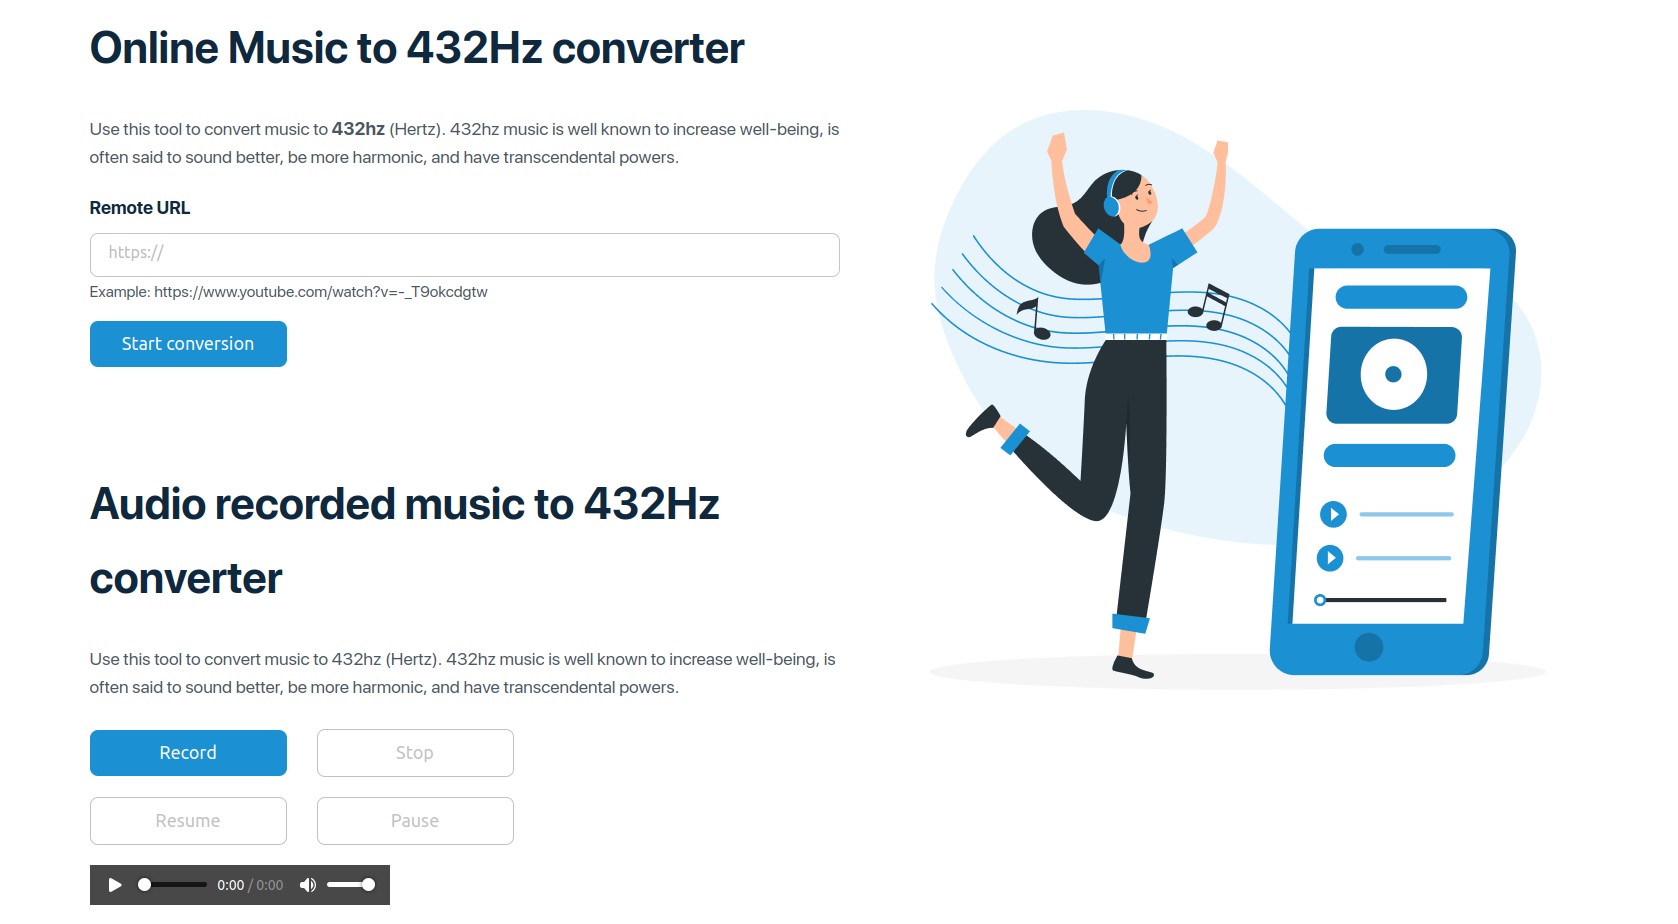 Online Music to 432Hz converter
Use this tool to convert music to 432hz (Hertz). 432hz music is well known to increase well-being, is
often said to sound better, be more harmonic, and have transcendental powers.
Remote URL
https://
Example: https://www.youtube.com/watch?v=-_T9okcdgtw
Start conversion
Audio recorded music to 432Hz
converter
Use this tool to convert music to 432hz (Hertz). 432hz music is well known to increase well-being, is
often said to sound better, be more harmonic, and have transcendental powers.
Record
Stop
Resume
Pause
0:00 / 0:00